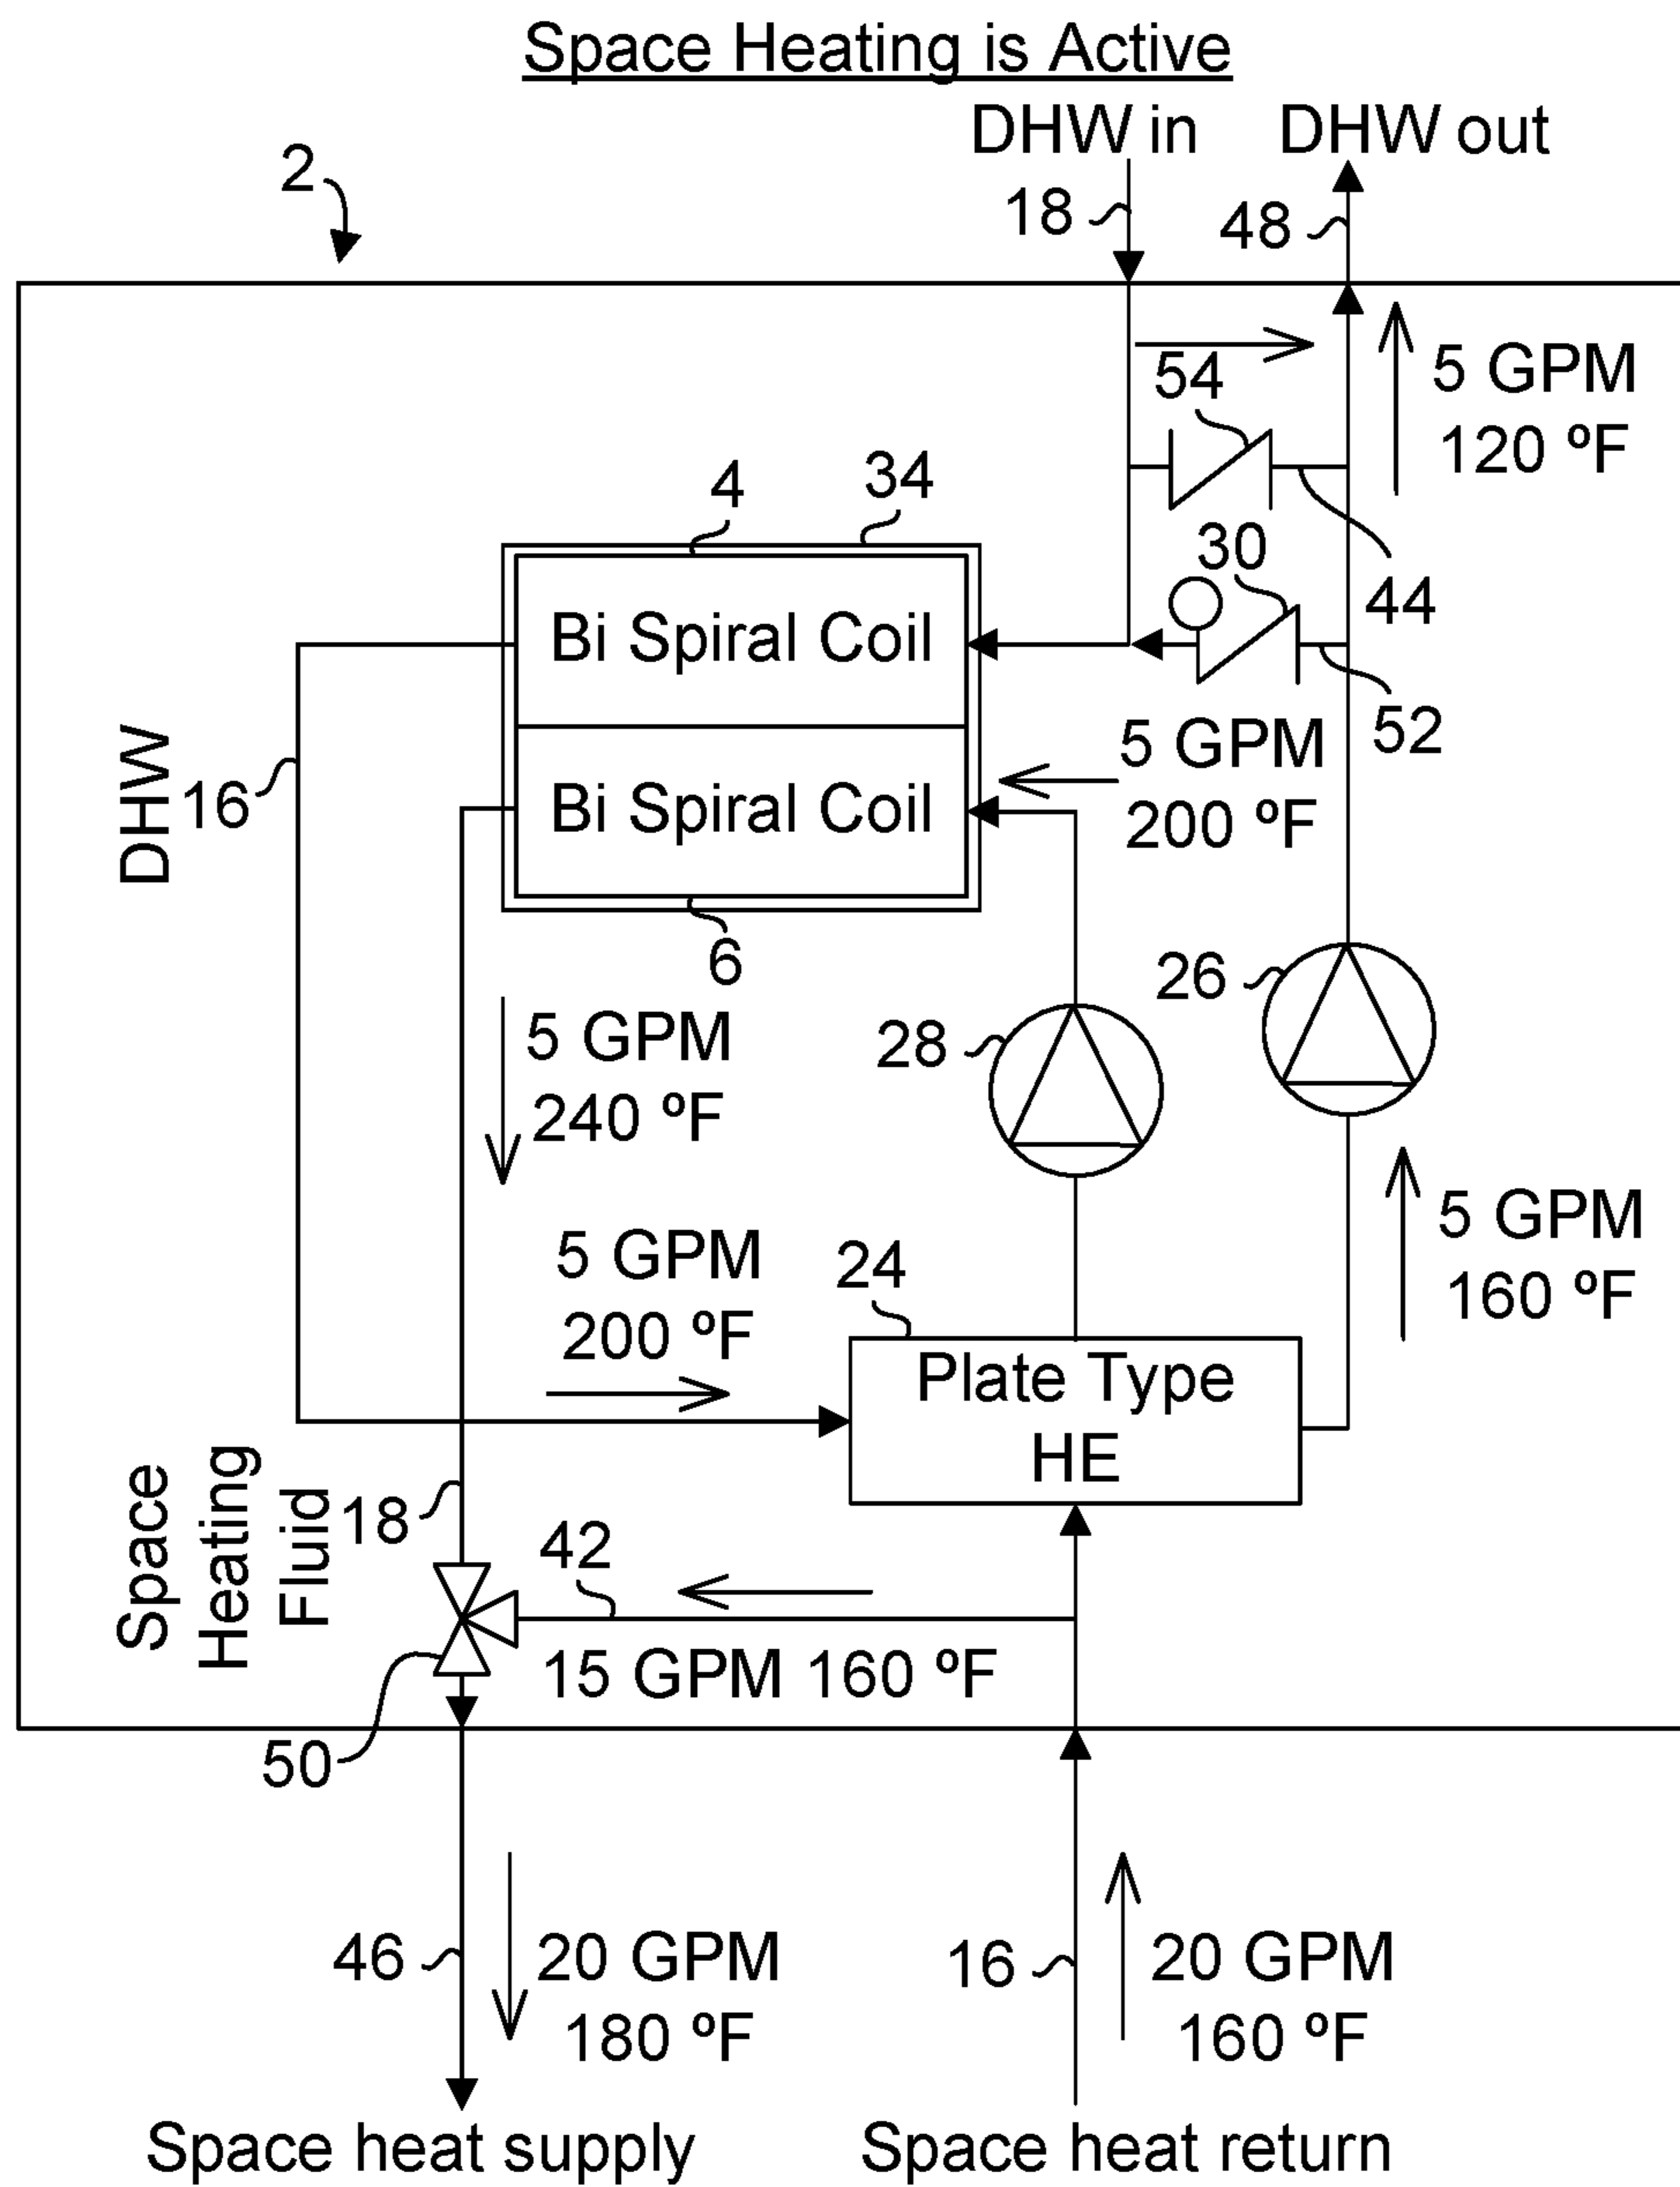 Space Heating is Active
DHW in
DHW out
2
18
48
54
5 GPM
120 ºF
4
34
30
44
Bi Spiral Coil
52
5 GPM
200 ºF
DHW
16
Bi Spiral Coil
6
26
28
5 GPM
240 ºF
5 GPM
200 ºF
24
5 GPM
160 ºF
Plate Type
HE
Space
Heating
Fluid
18
42
15 GPM 160 ºF
50
46
20 GPM
180 ºF
16
20 GPM
160 ºF
Space heat supply
Space heat return